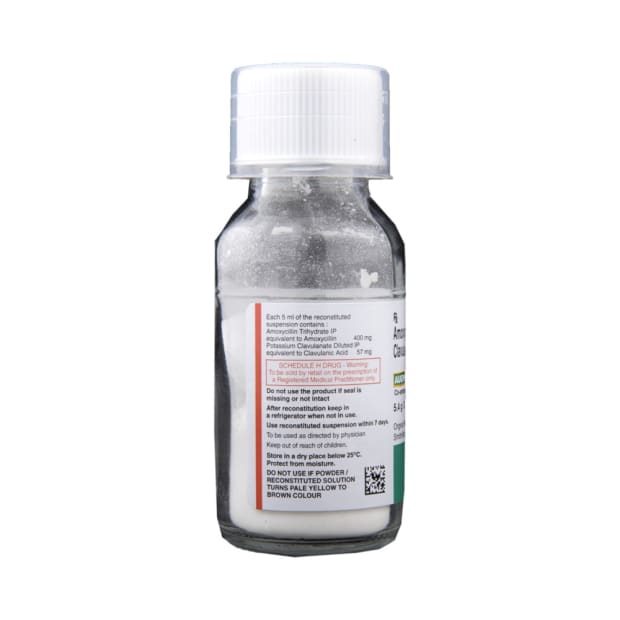 Each 5 ml of the reconstituted
suspension contains :
Amoxycillin Trihydrate IP
equivalent to Amoxycillin 400 mg
Potassium Clavulanate Diluted IP
equivalent to Clavulanic Acid 57 mg
SCHEDULE H DRUG - Warning:
To be sold by retail on the prescription of
a Registered Medical Practitioner only.
Do not use the product if seal is
missing or not intact
After reconstitution keep in
a refrigerator when not in use.
Use reconstituted suspension within 7 days.
To be used as directed by physician
Keep out of reach of children.
Store in a dry place below 25°C.
Protect from moisture.
DO NOT USE IF POWDER /
RECONSTITUTED SOLUTION
TURNS PALE YELLOW TO
BROWN COLOUR
Rx
5.4 g